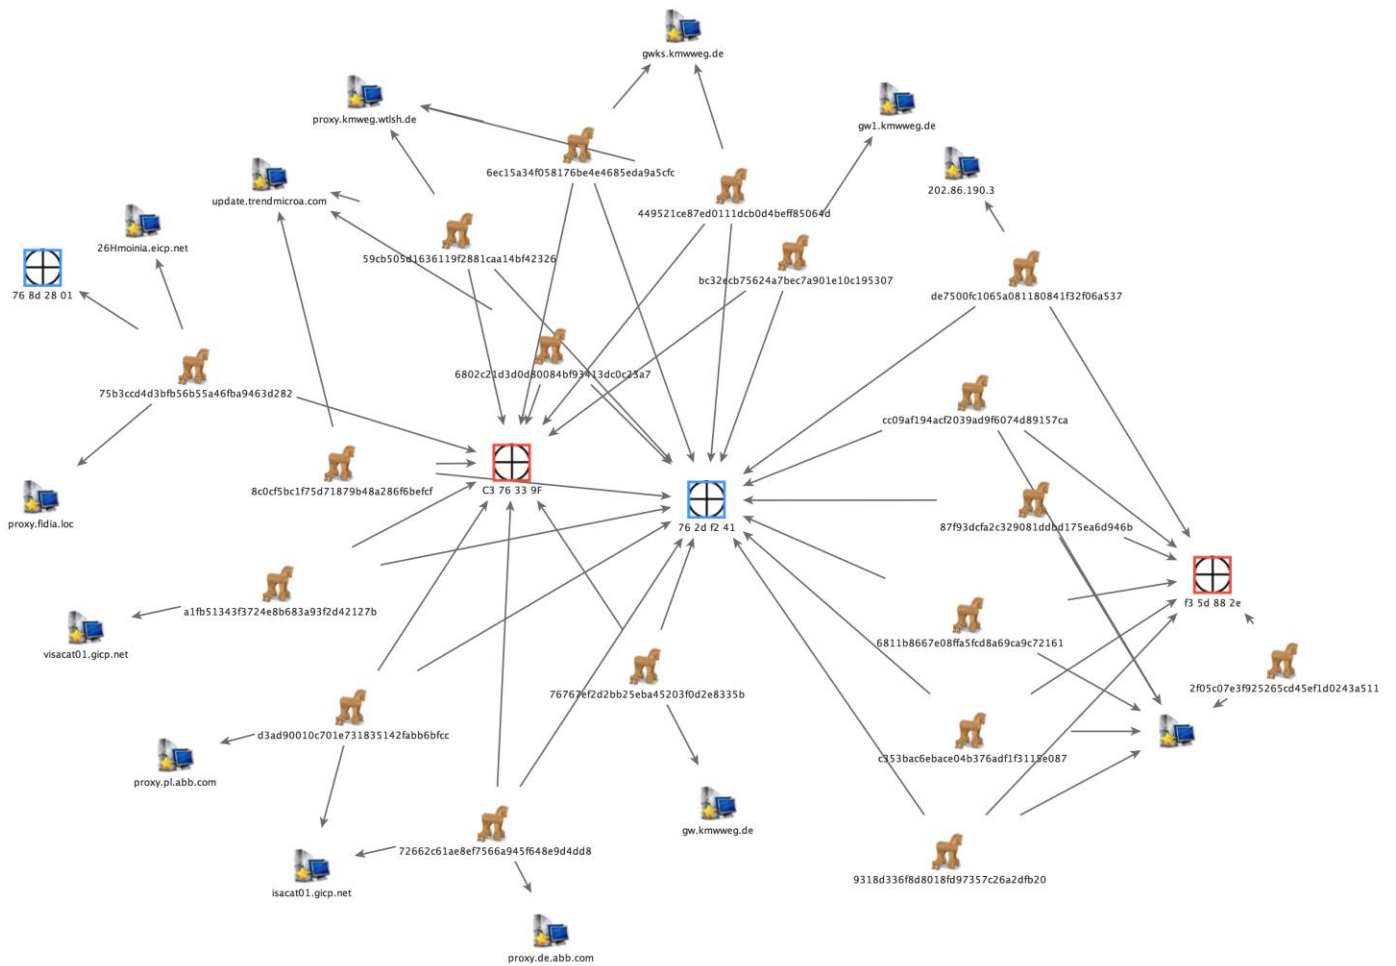 gwks.kmwweg.de
proxy.kmweg.wtlsh.de
gw1.kmwweg.de
6ec15a34f058176be4e4685eda9a5cfc
202.86.190.3
update.trendmicroa.com
449521ce87ed0111dcb0d4beff85064d
26Hmoinia.eicp.net
59cb505d1636119f2881caa14bf42326
bc32ecb75624a7bec7a901e10c195307
76 8d 28 01
de7500fc1065a081180841f32f06a537
6802c21d3d0d80084bf93413dc0c23a7
75b3ccd4d3bfb56b55a46fba9463d282
cc09af194acf2039ad9f6074d89157ca
8c0cf5bc1f75d71879b48a286f6befcf
C3 76 33 9F
proxy.fidia.loc
76 2d f2 41
87f93dcfa2c329081ddbd175ea6d946b
f3 5d 88 2e
a1fb51343f3724e8b683a93f2d42127b
6811b8667e08ffa5fcd8a69ca9c72161
visacat01.gicp.net
76767ef2d2bb25eba45203f0d2e8335b
2f05c07e3f925265cd45ef1d0243a511
d3ad90010c701e731835142fabb6bfcc
c353bac6ebace04b376adf1f3115e087
proxy.pl.abb.com
gw.kmwweg.de
72662c61ae8ef7566a945f648e9d4dd8
9318d336f8d8018fd97357c26a2dfb20
isacat01.gicp.net
proxy.de.abb.com